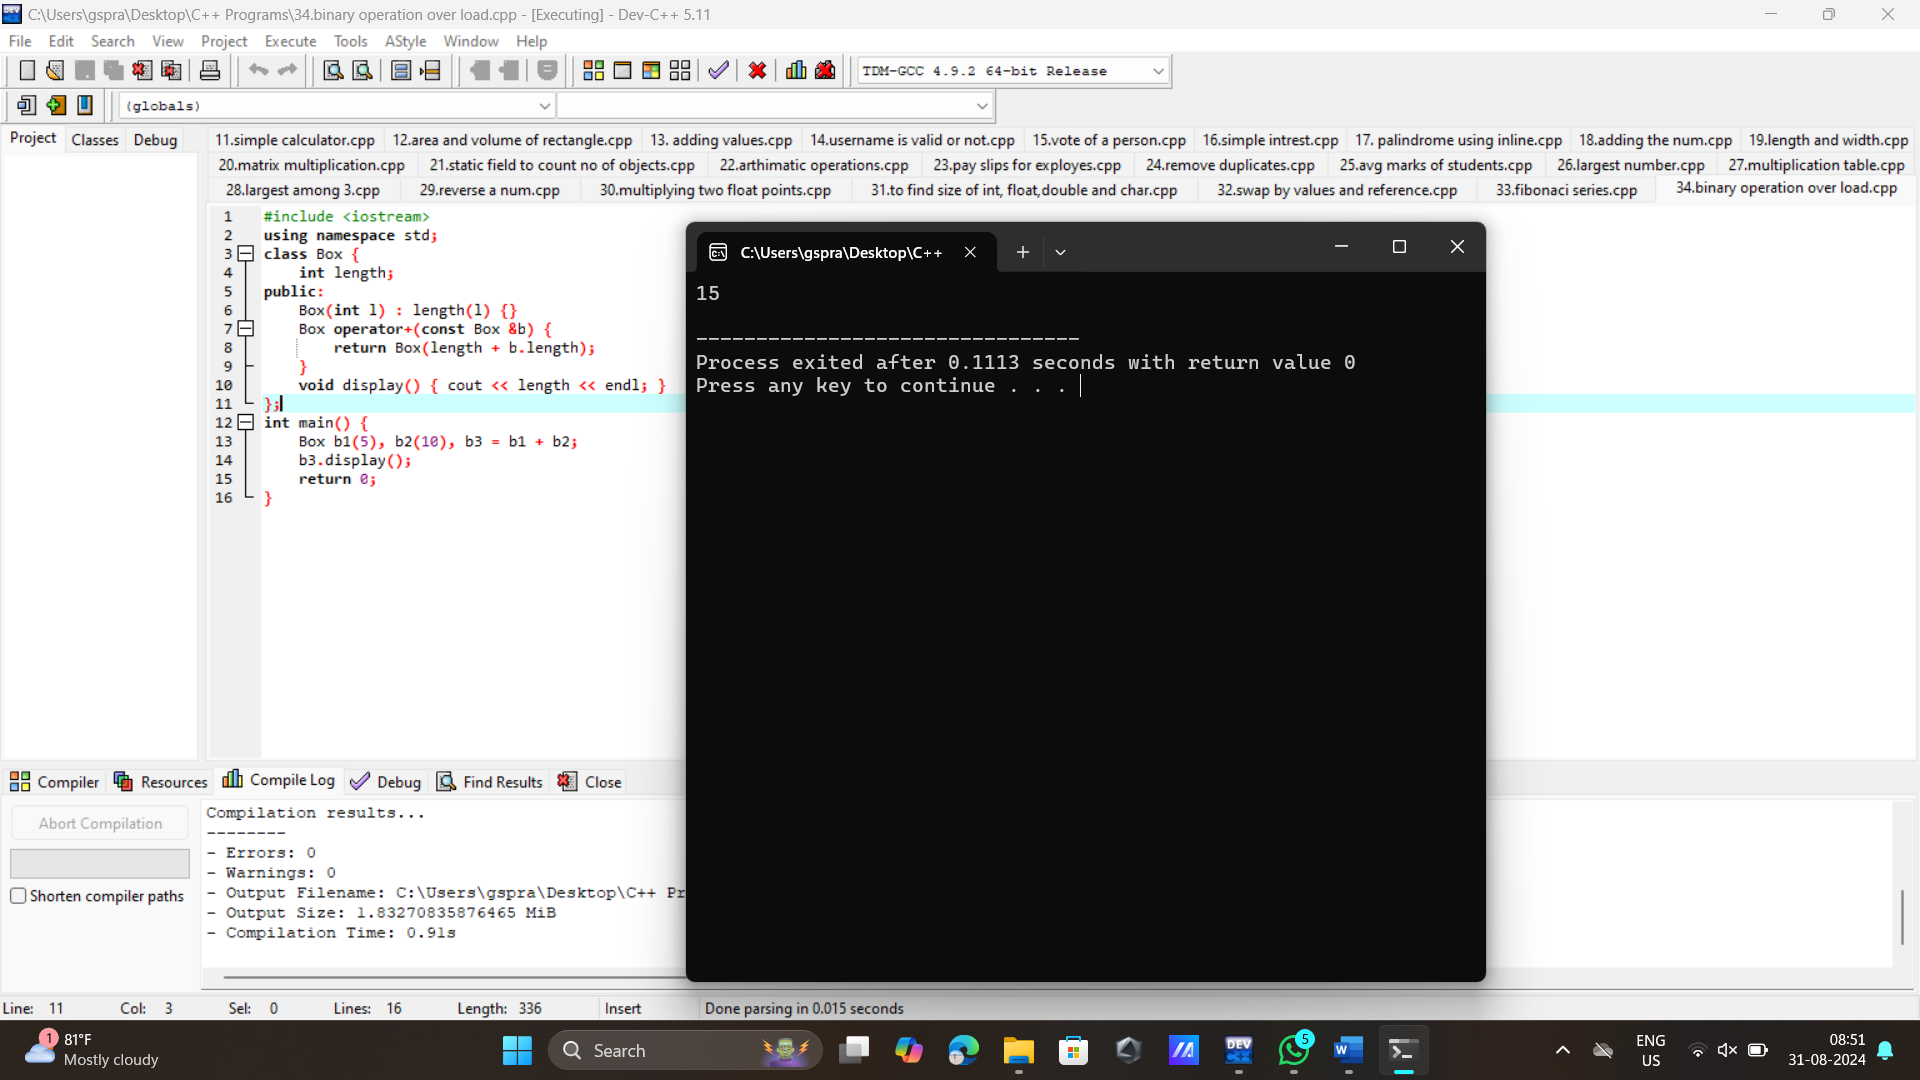 C:\Users\gspra\Desktop\C++ Programs\34.binary operation over load.cpp - [Executing] - Dev-C++ 5.11
File Edit Search View Project Execute Tools AStyle Window Help
TDM-GCC 4.9.2 64-bit Release
(globals)
Project Classes Debug
11.simple calculator.cpp 12.area and volume of rectangle.cpp 13. adding values.cpp 14.username is valid or not.cpp 15.vote of a person.cpp 16.simple intrest.cpp 17. palindrome using inline.cpp 18.adding the num.cpp 19.length and width.cpp
20.matrix multiplication.cpp 21.static field to count no of objects.cpp 22.arthimatic operations.cpp 23.pay slips for exployes.cpp 24.remove duplicates.cpp 25.avg marks of students.cpp 26.largest number.cpp 27.multiplication table.cpp
28.largest among 3.cpp 29.reverse a num.cpp 30.multiplying two float points.cpp 31.to find size of int, float,double and char.cpp 32.swap by values and reference.cpp 33.fibonaci series.cpp 34.binary operation over load.cpp
1 #include <iostream>
2 using namespace std;
3 class Box {
4 int length;
5 public:
6 Box(int l) : length(l) {}
7 Box operator+(const Box &b) {
8 return Box(length + b.length);
9 }
10 void display() { cout << length << endl; }
11 };
12 int main() {
13 Box b1(5), b2(10), b3 = b1 + b2;
14 b3.display();
15 return 0;
16 }
C:\Users\gspra\Desktop\C++
15
--------------------------------
Process exited after 0.1113 seconds with return value 0
Press any key to continue . . .
Compiler Resources Compile Log Debug Find Results Close
Abort Compilation
Shorten compiler paths
Compilation results...
--------
- Errors: 0
- Warnings: 0
- Output Filename: C:\Users\gspra\Desktop\C++ Pr
- Output Size: 1.83270835876465 MiB
- Compilation Time: 0.91s
Line: 11 Col: 3 Sel: 0 Lines: 16 Length: 336 Insert Done parsing in 0.015 seconds
1
81°F
Mostly cloudy
Search
DEV
C++
5
W
ENG
US
08:51
31-08-2024